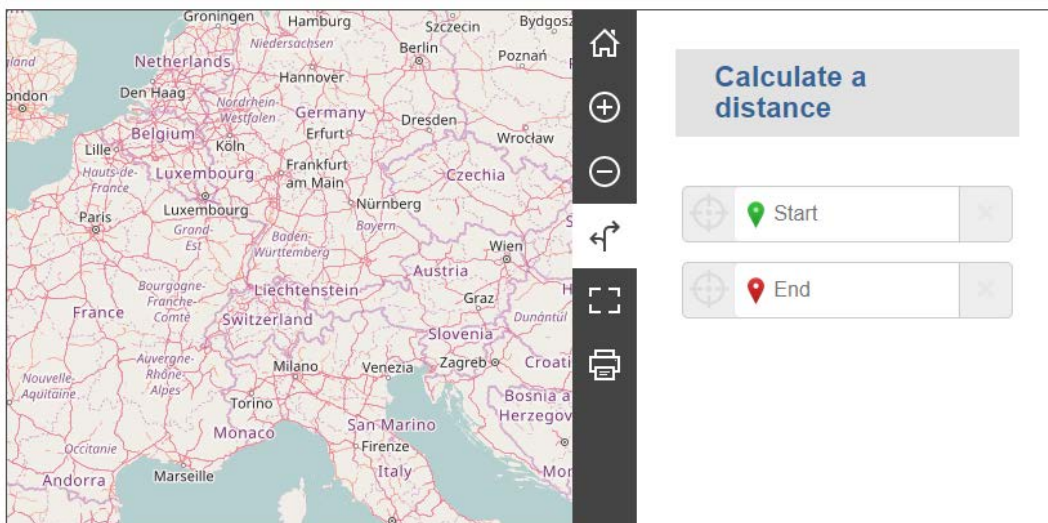 Groningen
Hamburg
Szczecin
Bydgosz
Niedersachsen
Berlin
Netherlands
Poznań
Hannover
ondon
Den Haag
Nordrhein-
Westfalen
Germany
Dresden
Belgium
Erfurt
Wrocław
Lille
Köln
Hauts-de-
France
Luxembourg
Frankfurt
am Main
Czechia
Paris
Luxembourg
Nürnberg
Grand-
Est
Bayern
Baden-
Württemberg
Wien
Austria
Bourgogne-
Franche-
Comté
Liechtenstein
Graz
France
Switzerland
Dunántúl
Slovenia
Auvergne-
Rhône-
Alpes
Milano
Venezia
Zagreb
Croati
Nouvelle-
Aquitaine
Torino
Bosnia a
Herzegov
Monaco
San Marino
Occitanie
Firenze
Marseille
Italy
Mor
Andorra
Calculate a
distance
Start
End